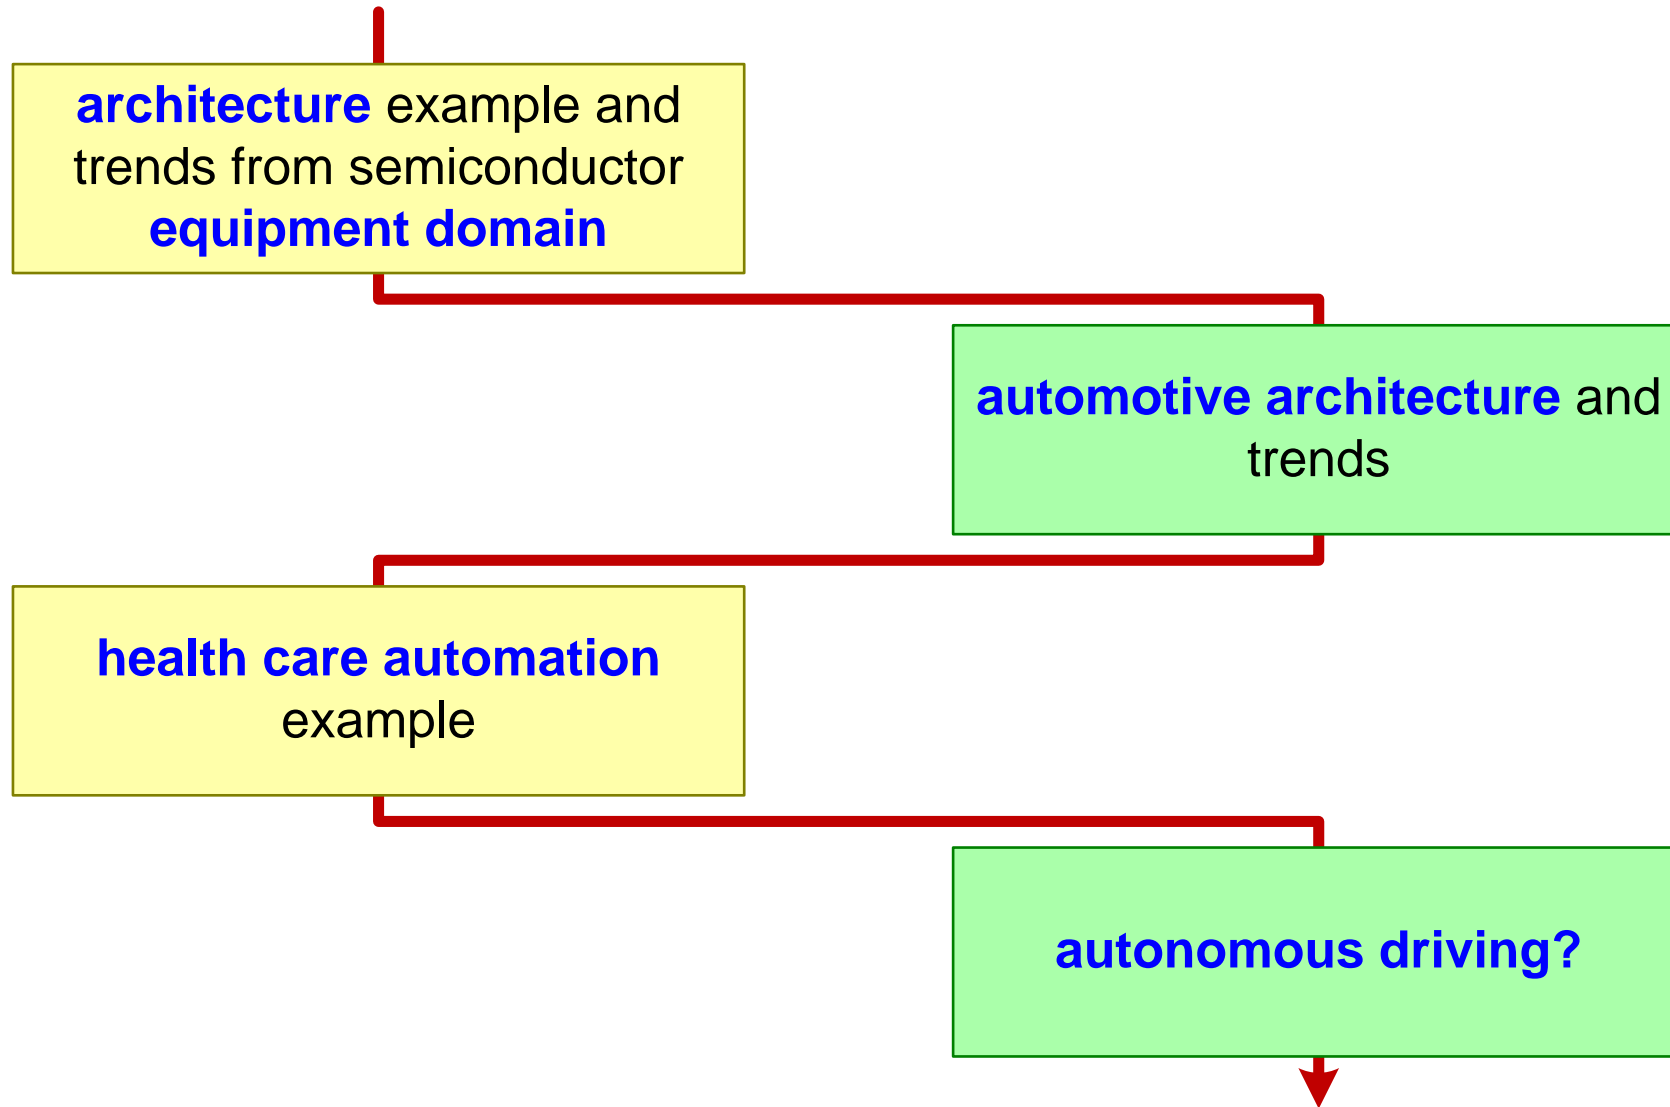 architecture example and
trends from semiconductor
equipment domain
automotive architecture and
trends
health care automation
example
autonomous driving?